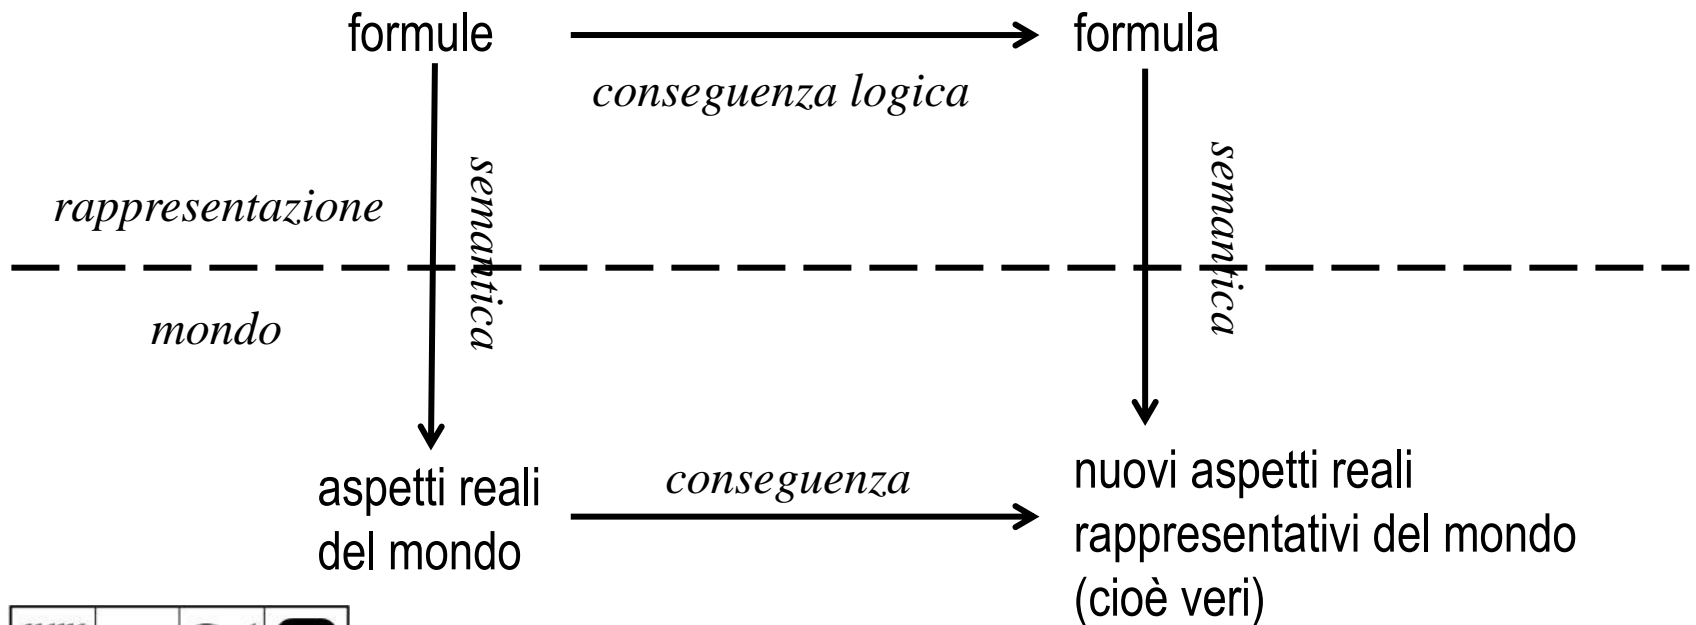 formule
formula
conseguenza logica
semantica
semantica
rappresentazione
mondo
aspetti reali
del mondo
conseguenza
nuovi aspetti reali
rappresentativi del mondo
(cioè veri)